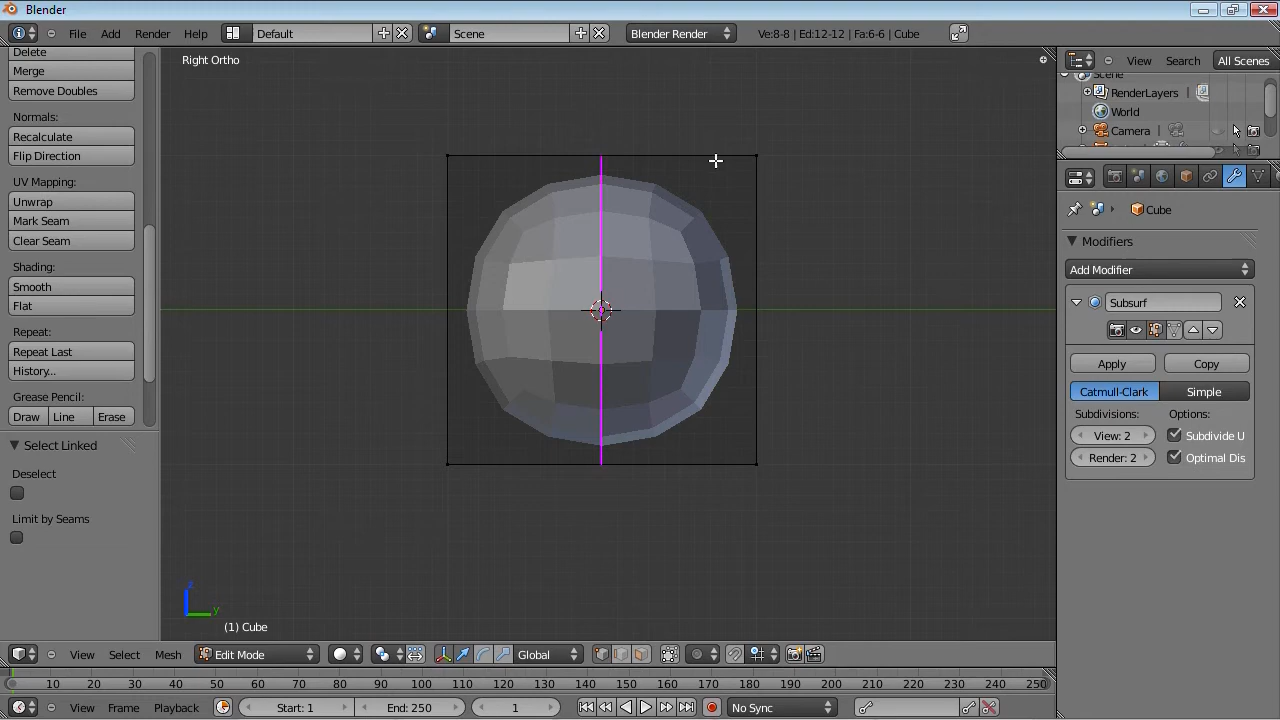 Blender
File Add Render Help Default Scene Blender Render Ve:8-8 | Ed:12-12 | Fa:6-6 | Cube
Delete
Merge
Remove Doubles
Normals:
Recalculate
Flip Direction
UV Mapping:
Unwrap
Mark Seam
Clear Seam
Shading:
Smooth
Flat
Repeat:
Repeat Last
History...
Grease Pencil:
Draw Line Erase
Select Linked
Deselect
Limit by Seams
Right Ortho
z
y
(1) Cube
View Search All Scenes
Scene
RenderLayers
World
Camera
Cube
Modifiers
Add Modifier
Subsurf
Apply Copy
Catmull-Clark Simple
Subdivisions: Options:
View: 2 Subdivide U
Render: 2 Optimal Dis
View Select Mesh Edit Mode Global
0 10 20 30 40 50 60 70 80 90 100 110 120 130 140 150 160 170 180 190 200 210 220 230 240 250
View Frame Playback Start: 1 End: 250 1 No Sync